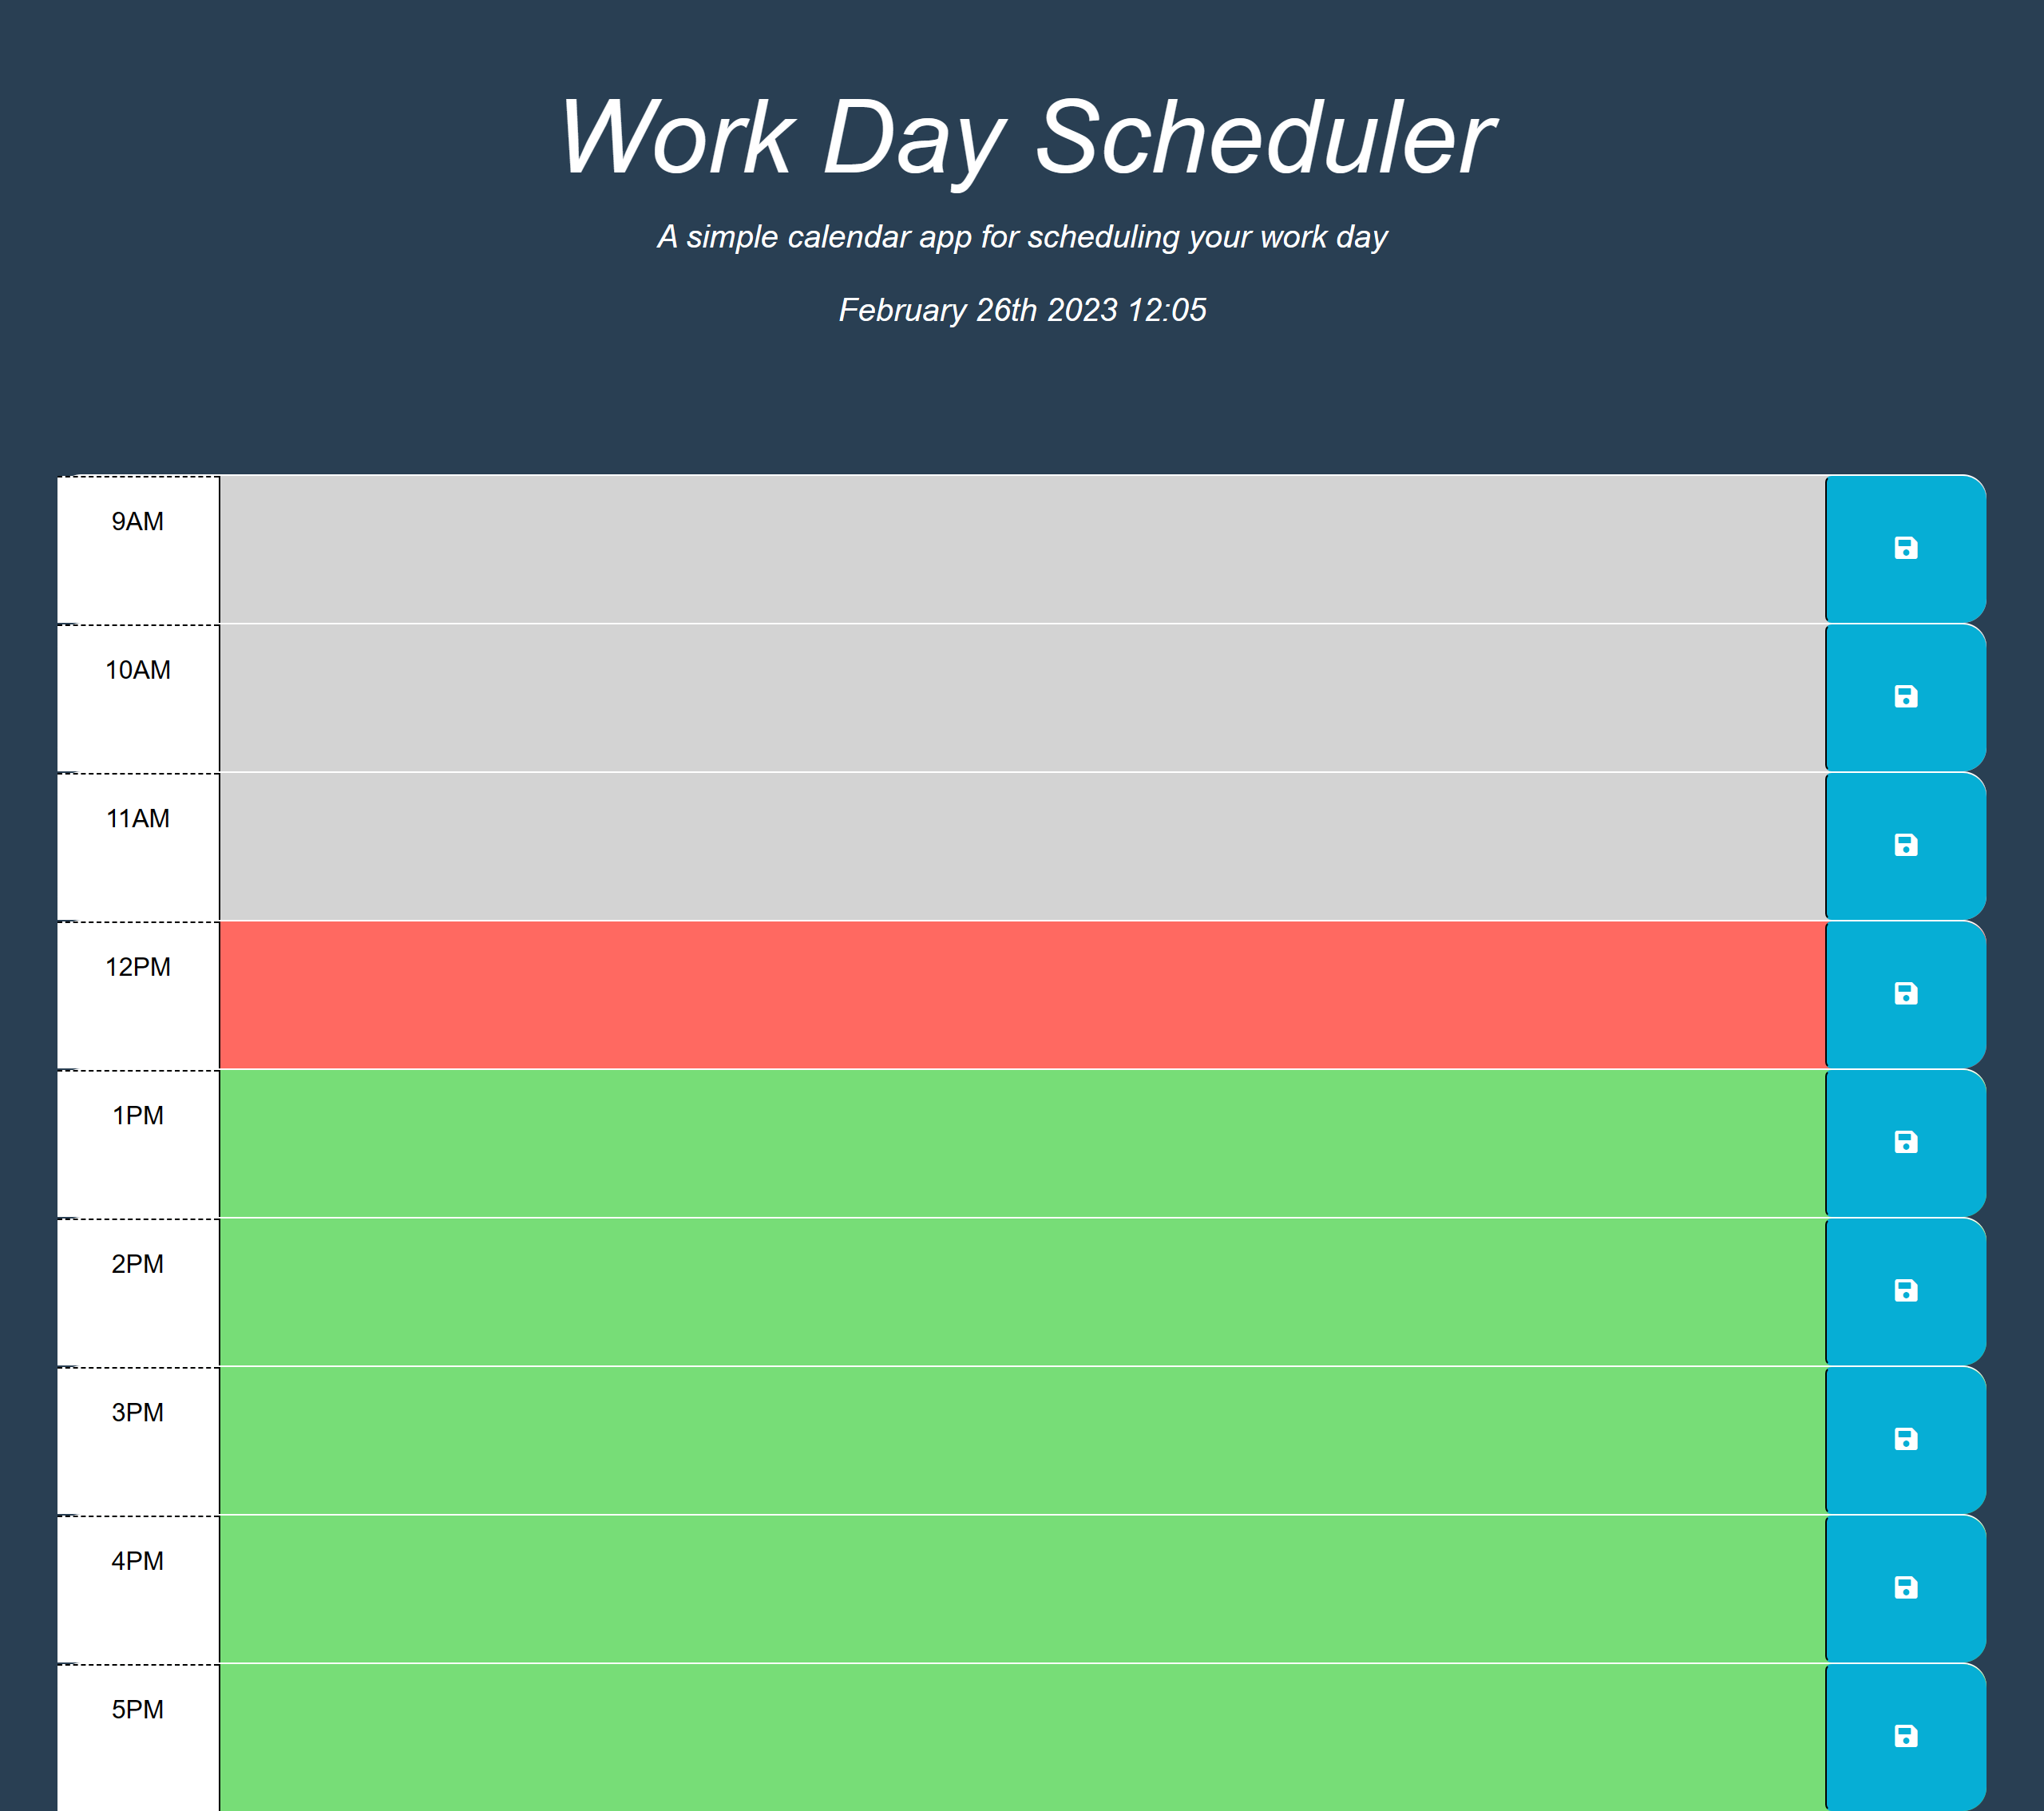 Work Day Scheduler
A simple calendar app for scheduling your work day
February 26th 2023 12:05
9AM
10AM
11AM
12PM
1PM
2PM
3PM
4PM
5PM